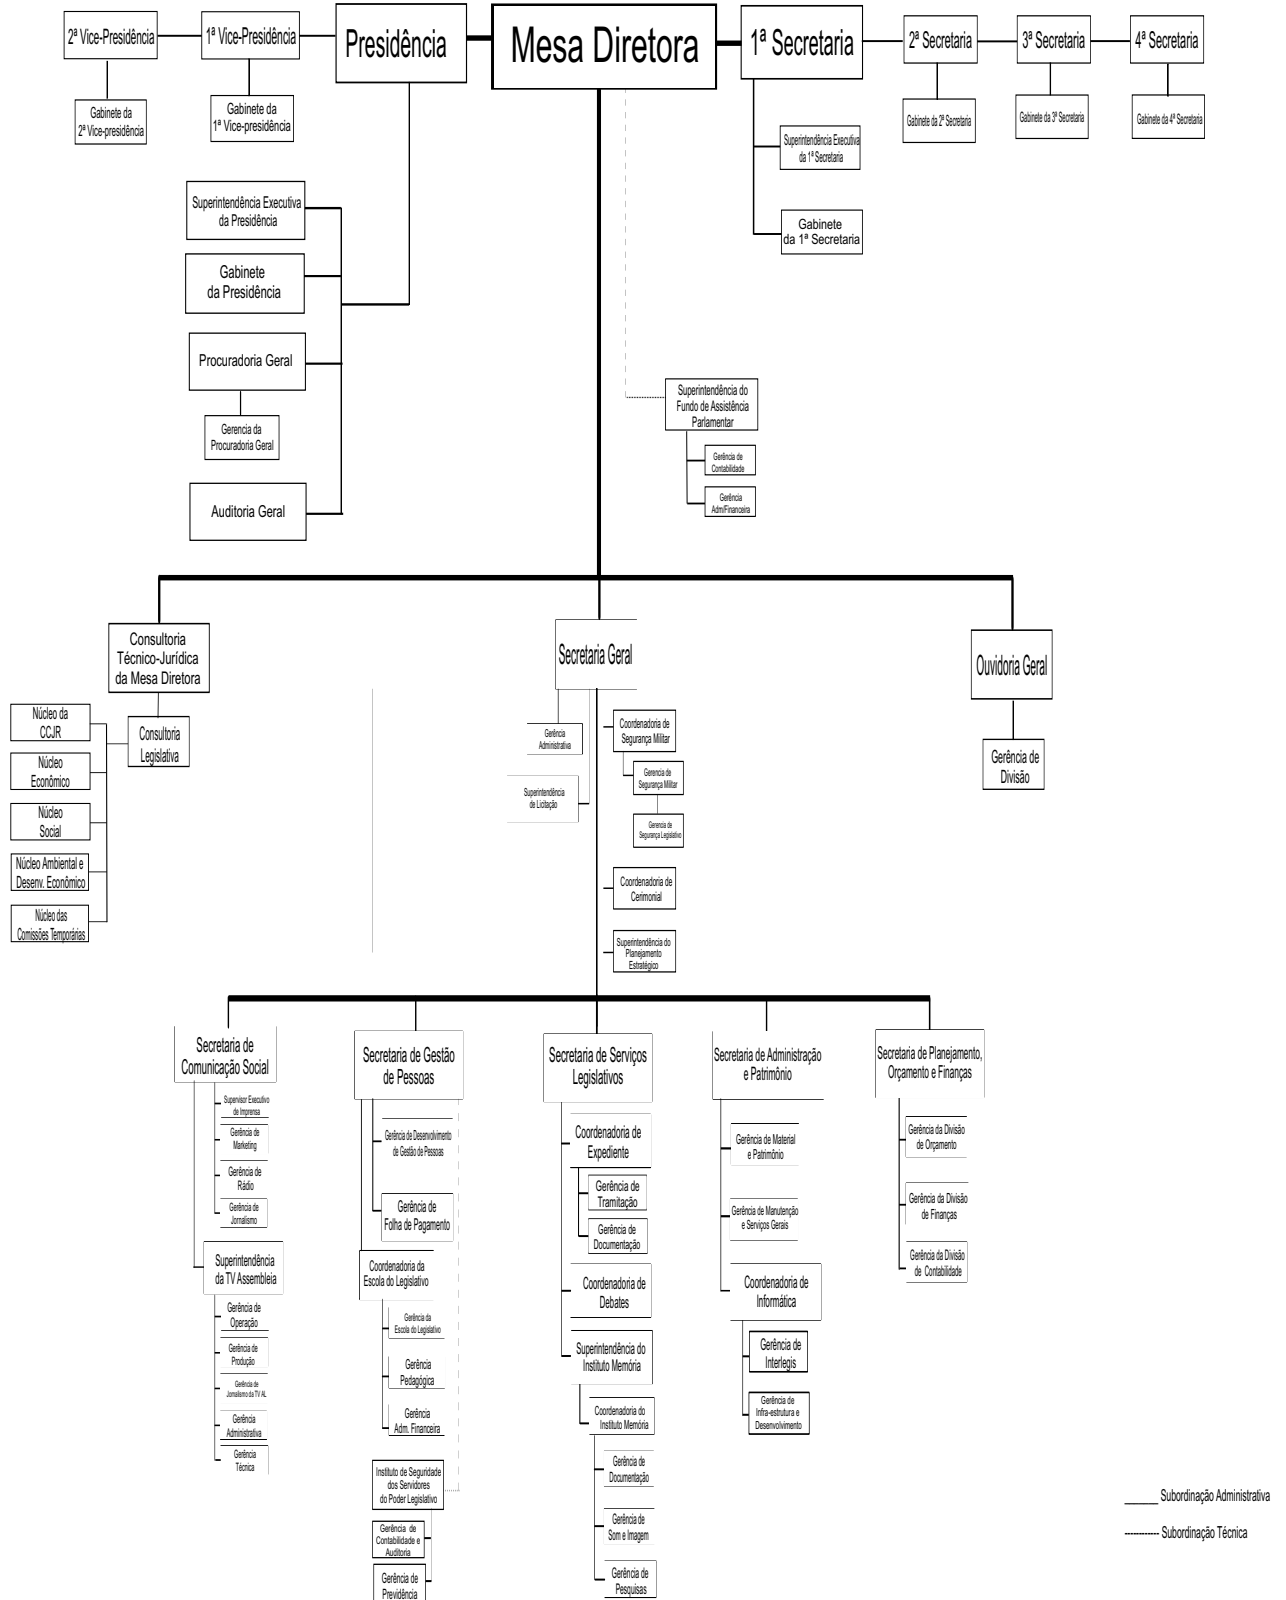 2ª Vice-Presidência
1ª Vice-Presidência
Presidência
Mesa Diretora
1ª Secretaria
2ª Secretaria
3ª Secretaria
4ª Secretaria
Gabinete da
2ª Vice-presidência
Gabinete da
1ª Vice-presidência
Gabinete da 2ª Secretaria
Gabinete da 3ª Secretaria
Gabinete da 4ª Secretaria
Superintendência Executiva
da 1ª Secretaria
Gabinete
da 1ª Secretaria
Superintendência Executiva
da Presidência
Gabinete
da Presidência
Procuradoria Geral
Gerencia da
Procuradoria Geral
Auditoria Geral
Superintendência do
Fundo de Assistência
Parlamentar
Gerência de
Contabilidade
Gerência
Adm/Financeira
Consultoria
Técnico-Jurídica
da Mesa Diretora
Secretaria Geral
Ouvidoria Geral
Consultoria
Legislativa
Núcleo da
CCJR
Núcleo
Econômico
Núcleo
Social
Núcleo Ambiental e
Desenv. Econômico
Núcleo das
Comissões Temporárias
Gerência
Administrativa
Superintendência
de Licitação
Coordenadoria de
Segurança Militar
Gerencia de
Segurança Militar
Gerencia de
Segurança Legislativo
Coordenadoria de
Cerimonial
Superintendência do
Planejamento
Estratégico
Gerência de
Divisão
Secretaria de
Comunicação Social
Supervisor Executivo
de Imprensa
Gerência de
Marketing
Gerência de
Rádio
Gerência de
Jornalismo
Superintendência
da TV Assembleia
Gerência de
Operação
Gerência de
Produção
Gerência de
Jornalismo da TV AL
Gerência
Administrativa
Gerência
Técnica
Secretaria de Gestão
de Pessoas
Gerência de Desenvolvimento
de Gestão de Pessoas
Gerência de
Folha de Pagamento
Coordenadoria da
Escola do Legislativo
Gerência da
Escola do Legislativo
Gerência
Pedagógica
Gerência
Adm. Financeira
Instituto de Seguridade
dos Servidores
do Poder Legislativo
Gerência de
Contabilidade e
Auditoria
Gerência de
Previdência
Secretaria de Serviços
Legislativos
Coordenadoria de
Expediente
Gerência de
Tramitação
Gerência de
Documentação
Coordenadoria de
Debates
Superintendência do
Instituto Memória
Coordenadoria do
Instituto Memória
Gerência de
Documentação
Gerência de
Som e Imagem
Gerência de
Pesquisas
Secretaria de Administração
e Patrimônio
Gerência de Material
e Patrimônio
Gerência de Manutenção
e Serviços Gerais
Coordenadoria de
Informática
Gerência de
Interlegis
Gerência de
Infra-estrutura e
Desenvolvimento
Secretaria de Planejamento,
Orçamento e Finanças
Gerência da Divisão
de Orçamento
Gerência da Divisão
de Finanças
Gerência da Divisão
de Contabilidade
Subordinação Administrativa
Subordinação Técnica